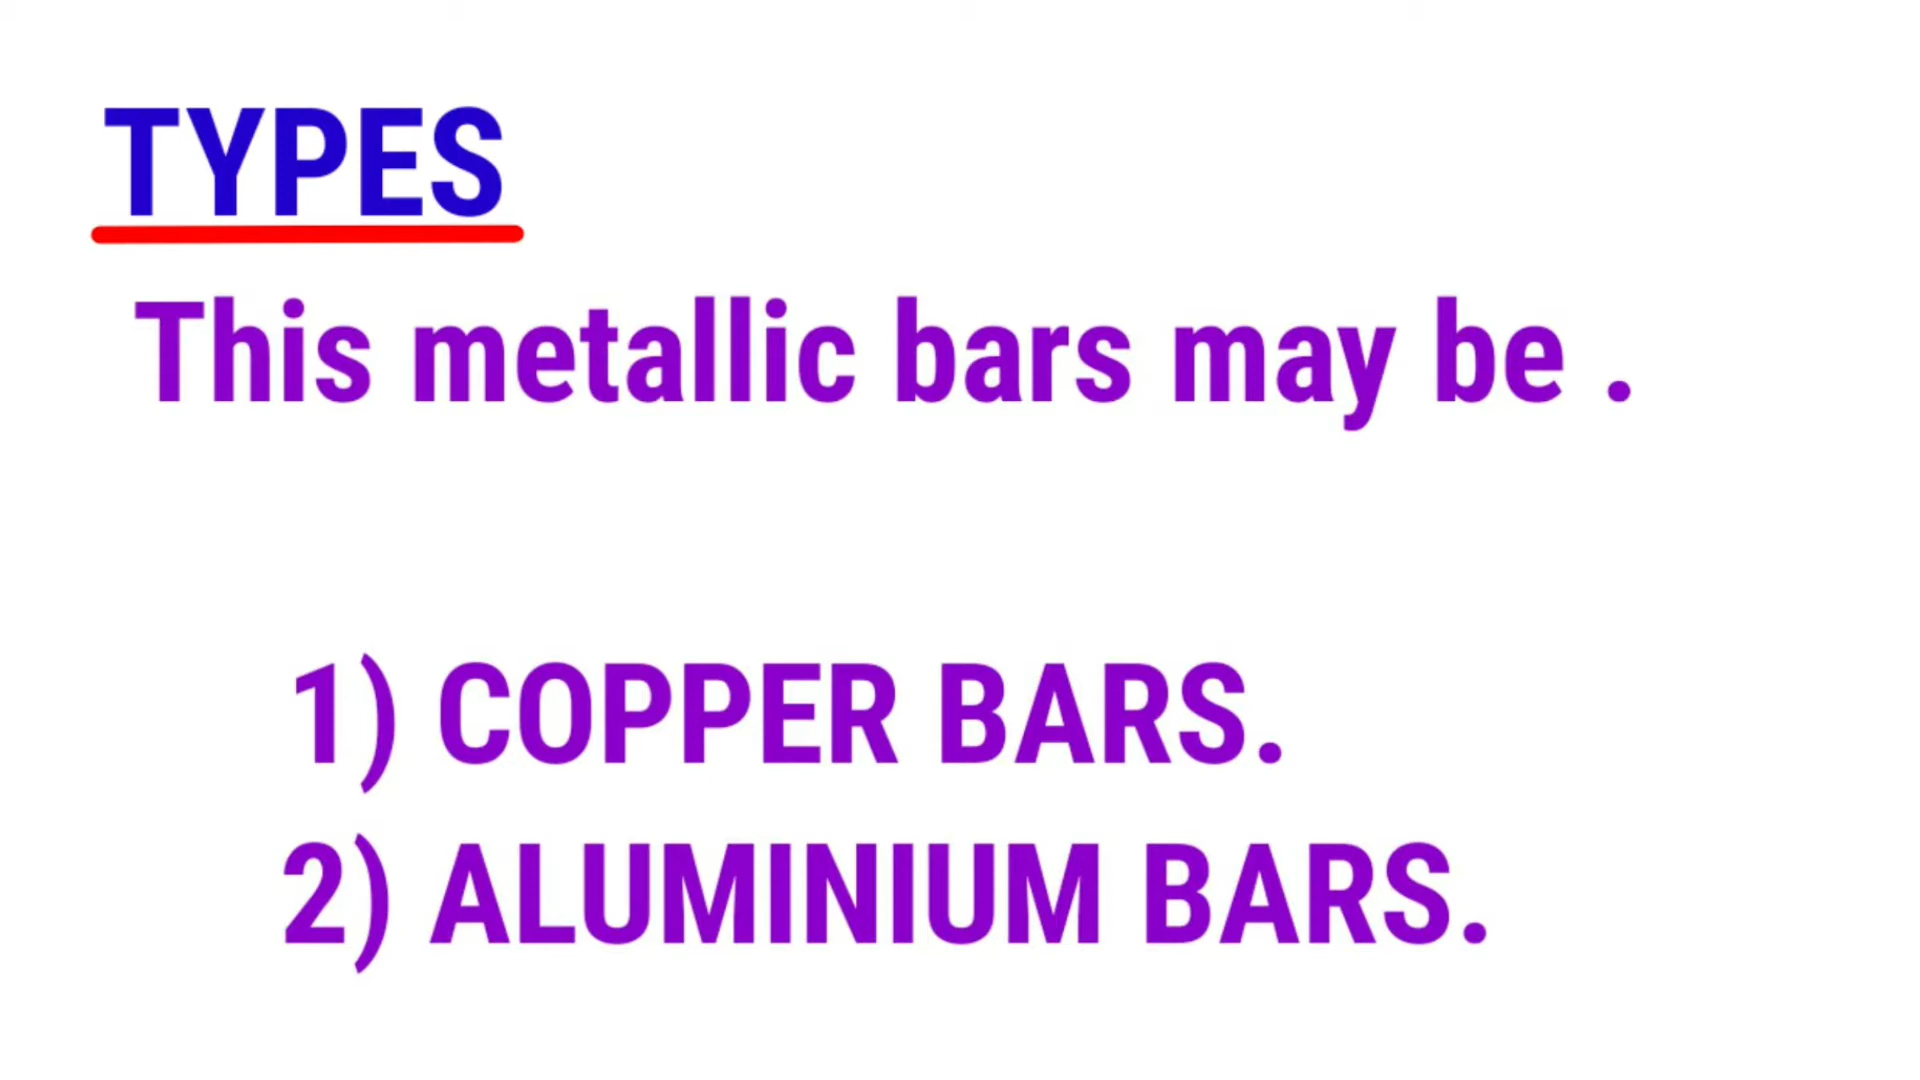 TYPES
This metallic bars may be .
1) COPPER BARS.
2) ALUMINIUM BARS.